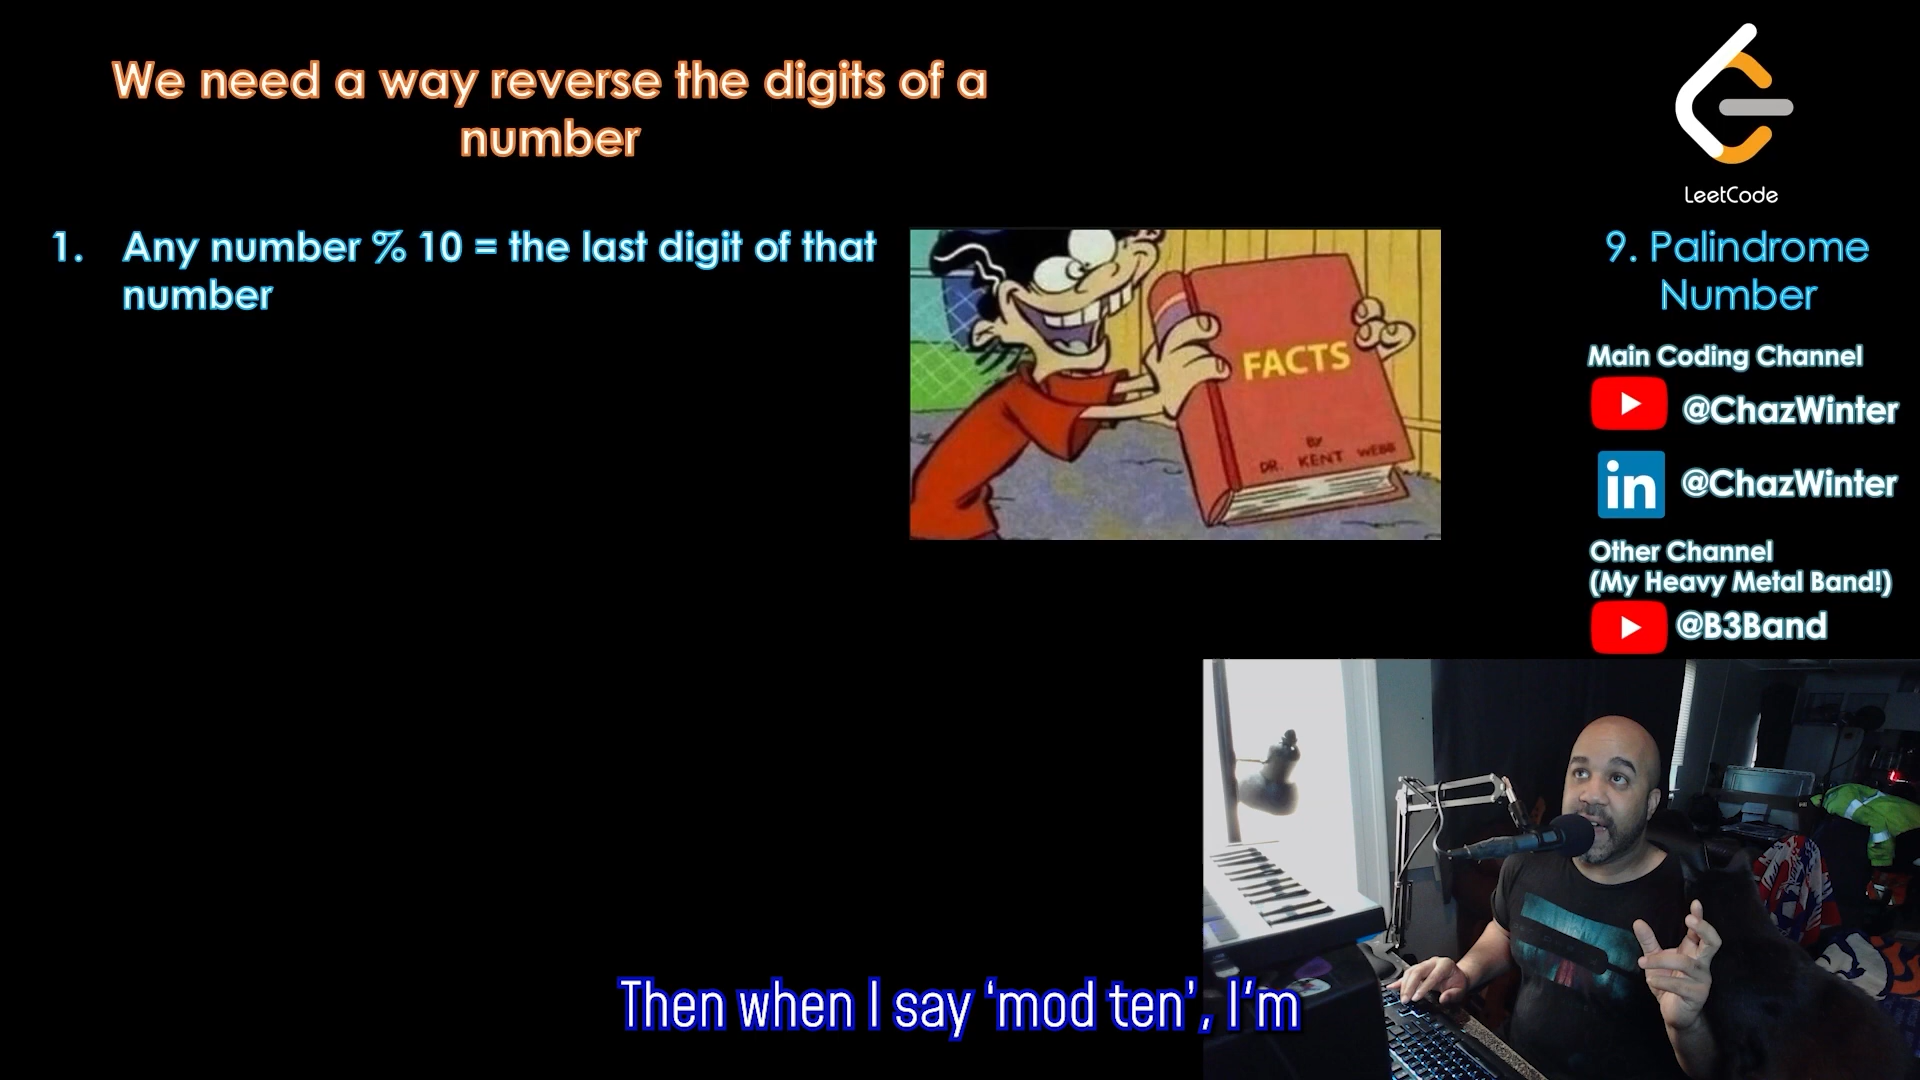 We need a way reverse the digits of a
number
1. Any number % 10 = the last digit of that
number
FACTS
BY
DR. KENT WEBB
LeetCode
9. Palindrome
Number
Main Coding Channel
@ChazWinter
in @ChazWinter
Other Channel
(My Heavy Metal Band!)
@B3Band
Then when I say ‘mod ten’, I’m